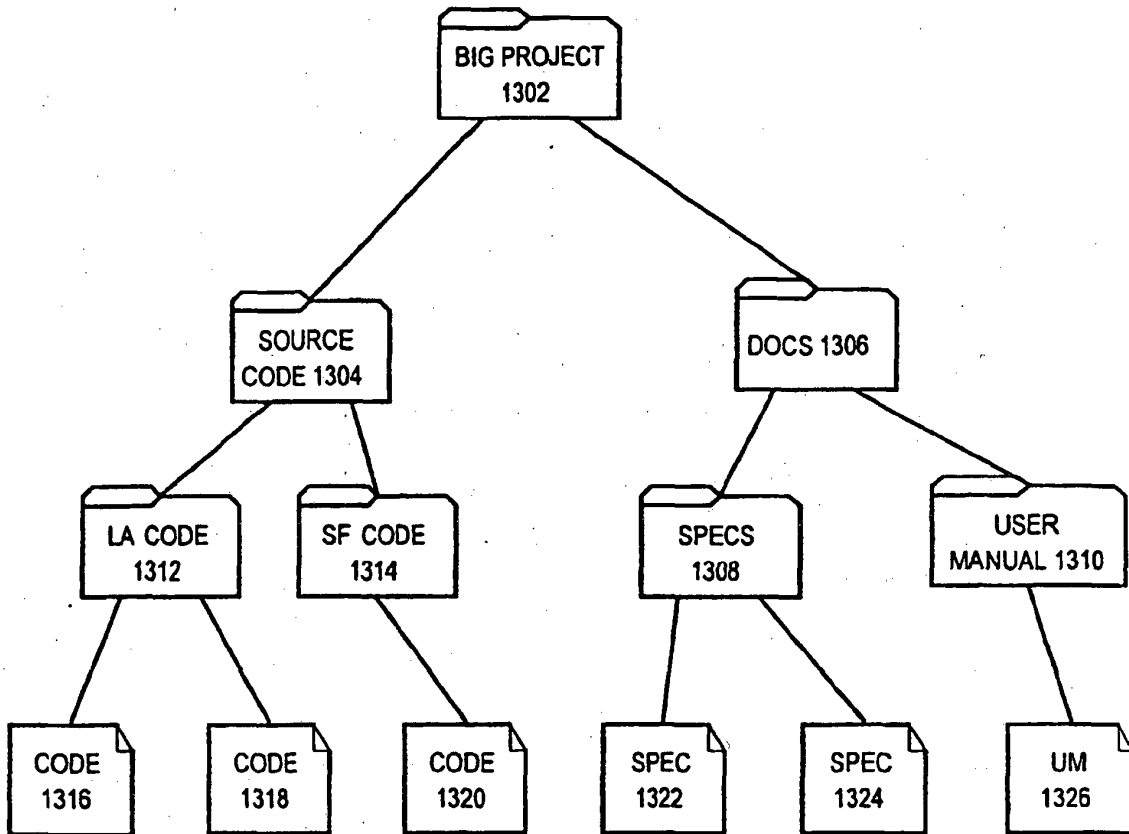 BIG PROJECT
1302
SOURCE
CODE 1304
DOCS 1306
LA CODE
1312
SF CODE
1314
SPECS
1308
USER
MANUAL 1310
CODE
1316
CODE
1318
CODE
1320
SPEC
1322
SPEC
1324
UM
1326